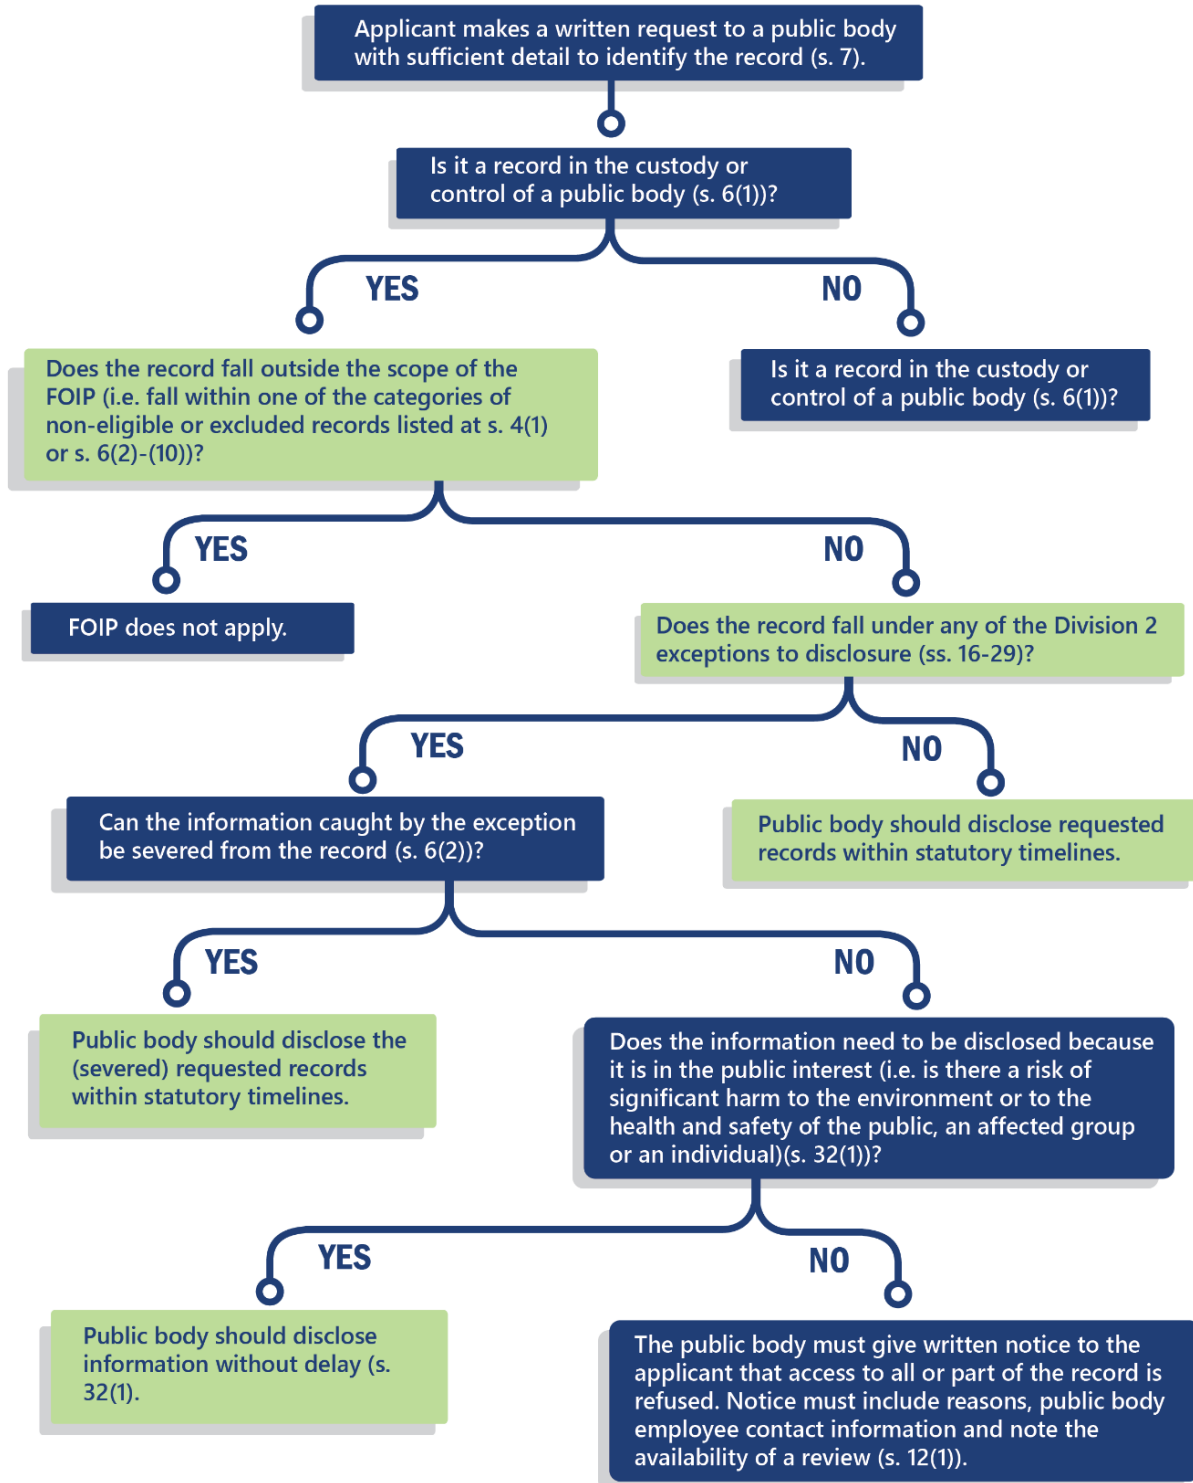 Applicant makes a written request to a public body
with sufficient detail to identify the record (s. 7).
Is it a record in the custody or
control of a public body (s. 6(1))?
YES
NO
Does the record fall outside the scope of the
FOIP (i.e. fall within one of the categories of
non-eligible or excluded records listed at s. 4(1)
or s. 6(2)-(10))?
Is it a record in the custody or
control of a public body (s. 6(1))?
YES
NO
FOIP does not apply.
Does the record fall under any of the Division 2
exceptions to disclosure (ss. 16-29)?
YES
NO
Can the information caught by the exception
be severed from the record (s. 6(2))?
Public body should disclose requested
records within statutory timelines.
YES
NO
Public body should disclose the
(severed) requested records
within statutory timelines.
Does the information need to be disclosed because
it is in the public interest (i.e. is there a risk of
significant harm to the environment or to the
health and safety of the public, an affected group
or an individual)(s. 32(1))?
YES
NO
Public body should disclose
information without delay (s.
32(1).
The public body must give written notice to the
applicant that access to all or part of the record is
refused. Notice must include reasons, public body
employee contact information and note the
availability of a review (s. 12(1)).